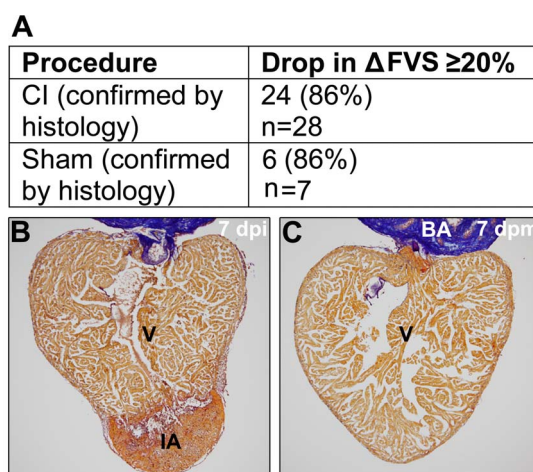 A
Procedure Drop in ΔFVS ≥20%
CI (confirmed by histology) 24 (86%) n=28
Sham (confirmed by histology) 6 (86%) n=7
B 7 dpi
V
IA
C BA 7 dpm
V